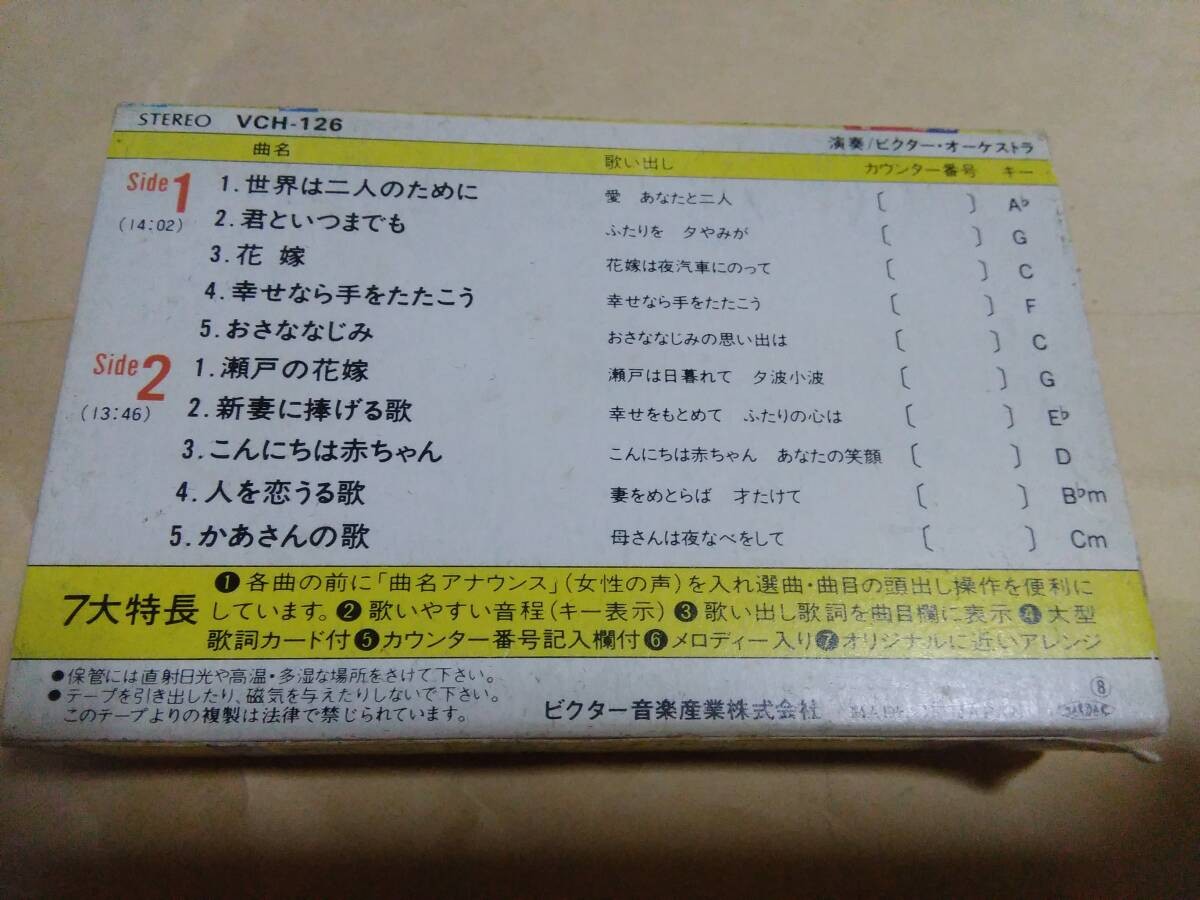 STEREO VCH-126
演奏/ビクター・オーケストラ
曲名 歌い出し カウンター番号 キー
Side 1
(14:02)
1.世界は二人のために 愛 あなたと二人 〔 〕 A♭
2.君といつまでも ふたりを 夕やみが 〔 〕 G
3.花嫁 花嫁は夜汽車にのって 〔 〕 C
4.幸せなら手をたたこう 幸せなら手をたたこう 〔 〕 F
5.おさななじみ おさななじみの思い出は 〔 〕 C
Side 2
(13:46)
1.瀬戸の花嫁 瀬戸は日暮れて 夕波小波 〔 〕 G
2.新妻に捧げる歌 幸せをもとめて ふたりの心は 〔 〕 E♭
3.こんにちは赤ちゃん こんにちは赤ちゃん あなたの笑顔 〔 〕 D
4.人を恋うる歌 妻をめとらば 才たけて 〔 〕 B♭m
5.かあさんの歌 母さんは夜なべをして 〔 〕 Cm
7大特長
❶各曲の前に「曲名アナウンス」(女性の声)を入れ選曲・曲目の頭出し操作を便利に
しています。❷歌いやすい音程(キー表示)❸歌い出し歌詞を曲目欄に表示❹大型
歌詞カード付❺カウンター番号記入欄付❻メロディー入り❼オリジナルに近いアレンジ
●保管には直射日光や高温・多湿な場所をさけて下さい。
●テープを引き出したり、磁気を与えたりしないで下さい。
このテープよりの複製は法律で禁じられています。
ビクター音楽産業株式会社
⑧